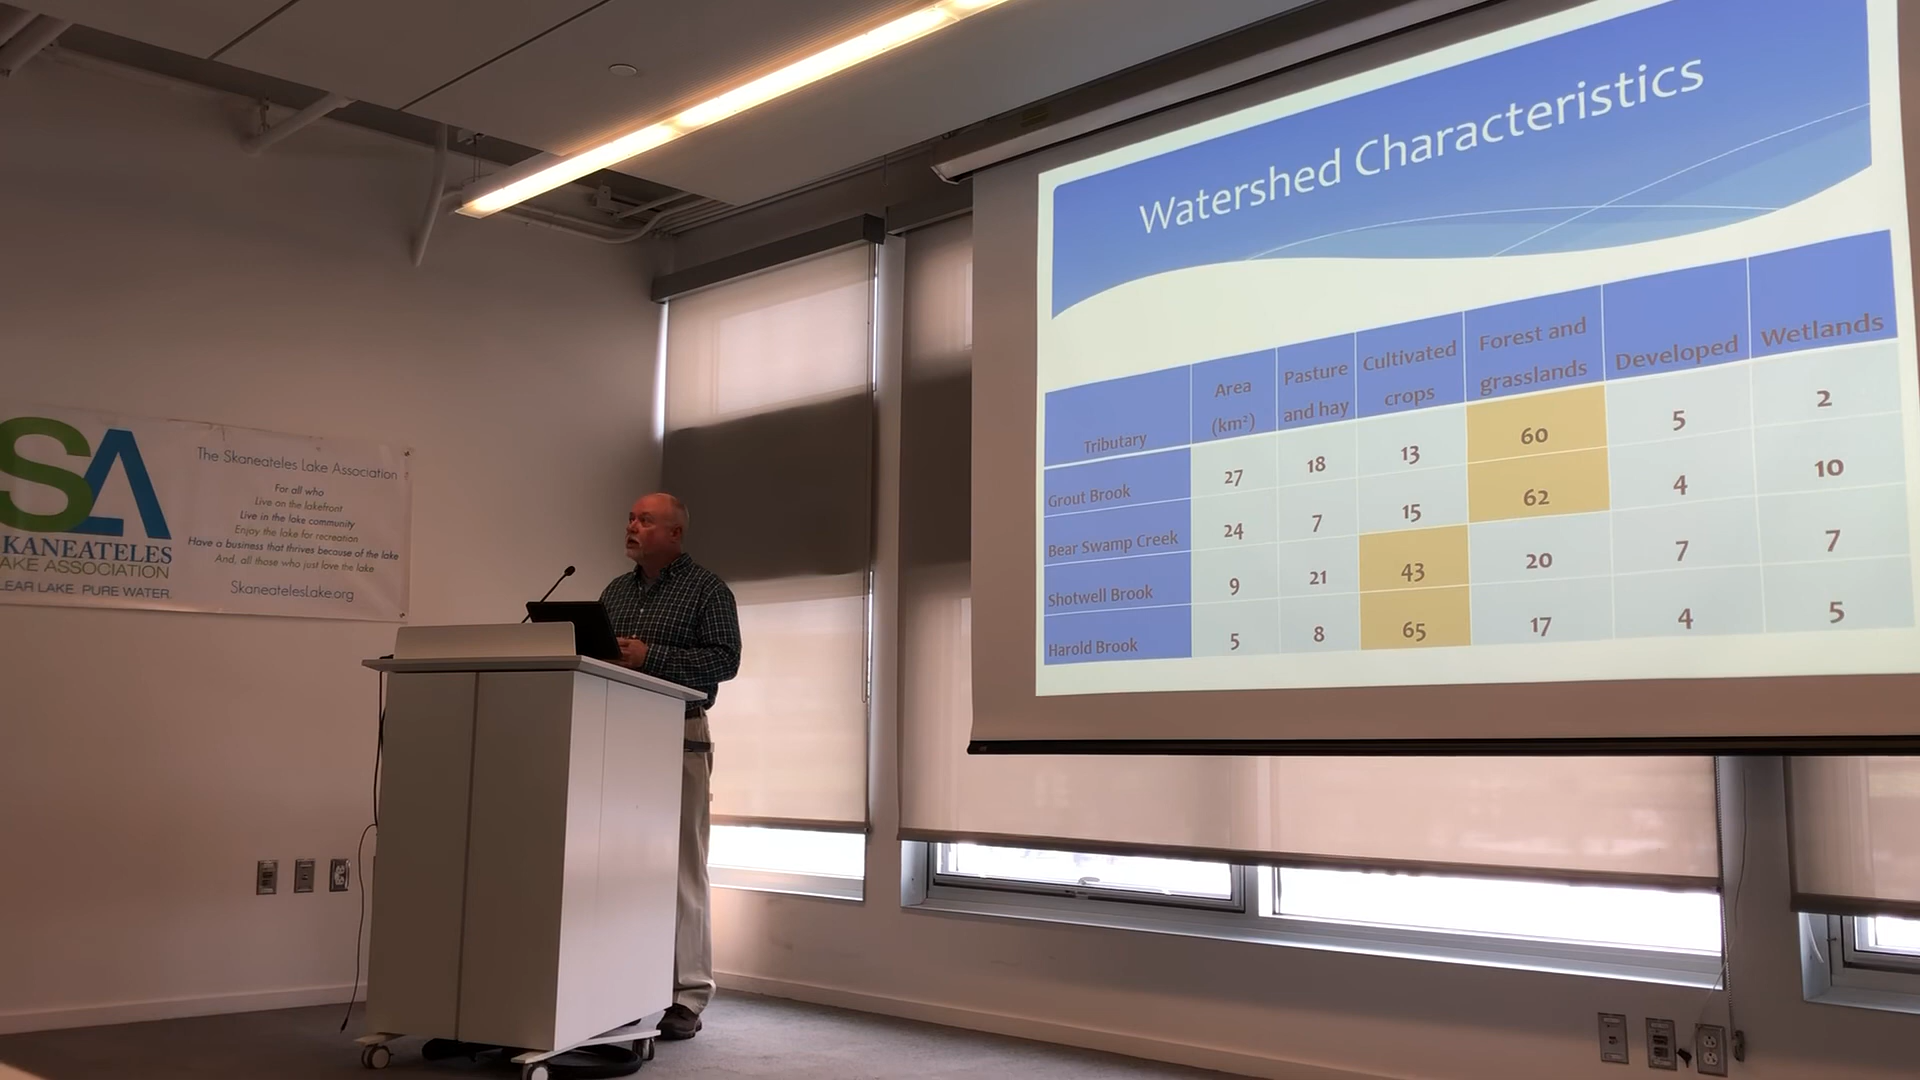 Watershed Characteristics
Tributary Area (km²) Pasture and hay Cultivated crops Forest and grasslands Developed Wetlands
Grout Brook 27 18 13 60 5 2
Bear Swamp Creek 24 7 15 62 4 10
Shotwell Brook 9 21 43 20 7 7
Harold Brook 5 8 65 17 4 5
SA
KANEATELES
AKE ASSOCIATION
LEAR LAKE. PURE WATER.
The Skaneateles Lake Association
For all who
Live on the lakefront
Live in the lake community
Enjoy the lake for recreation
Have a business that thrives because of the lake
And, all those who just love the lake
SkaneatelesLake.org